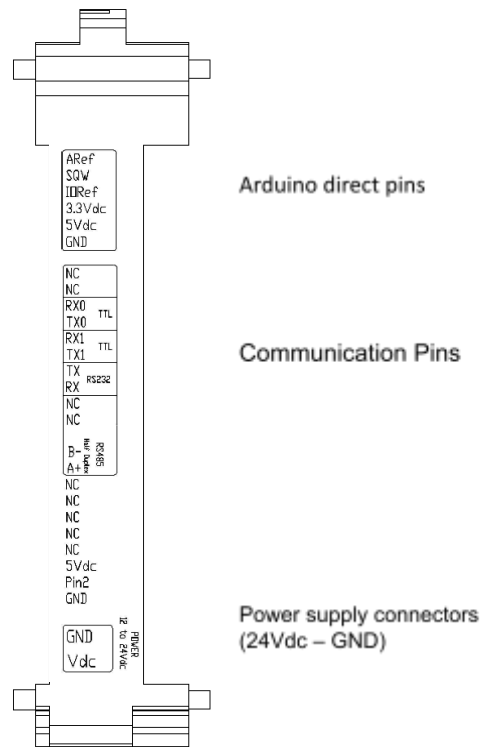 ARef
SQW
IORef
3.3Vdc
5Vdc
GND
Arduino direct pins
NC
NC
RX0
TX0
TTL
RX1
TX1
TTL
Communication Pins
TX
RX
RS232
NC
NC
B-
A+
Half Duplex
RS485
NC
NC
NC
NC
NC
5Vdc
Pin2
GND
GND
Vdc
POWER
12 to 24Vdc
Power supply connectors
(24Vdc – GND)